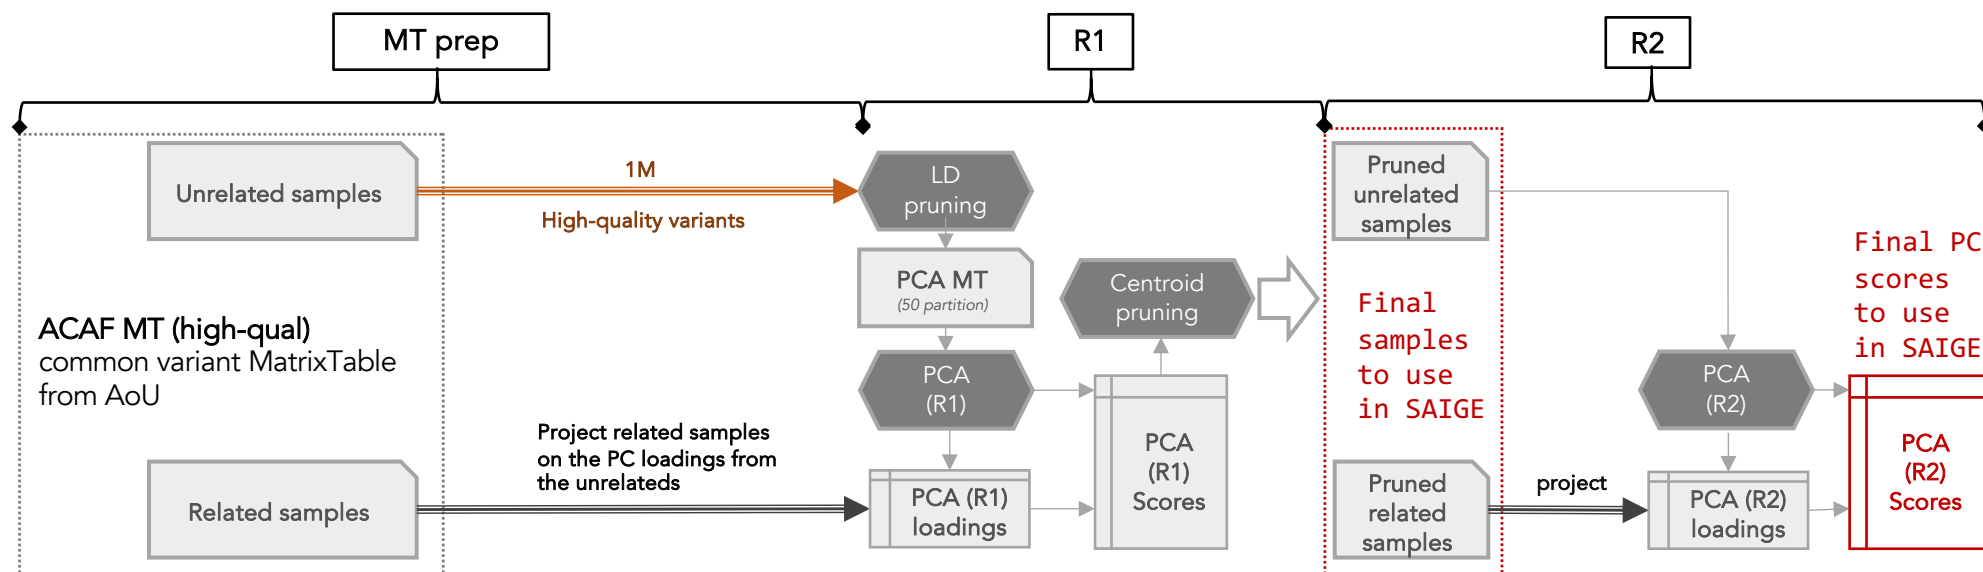 MT prep
R1
R2
Unrelated samples
1M
High-quality variants
LD
pruning
PCA MT
(50 partition)
Centroid
pruning
Pruned
unrelated
samples
Final PC
scores
to use
in SAIGE
ACAF MT (high-qual)
common variant MatrixTable
from AoU
PCA
(R1)
Final
samples
to use
in SAIGE
PCA
(R2)
Project related samples
on the PC loadings from
the unrelateds
PCA
(R1)
Scores
PCA
(R2)
Scores
Related samples
PCA (R1)
loadings
Pruned
related
samples
project
PCA (R2)
loadings